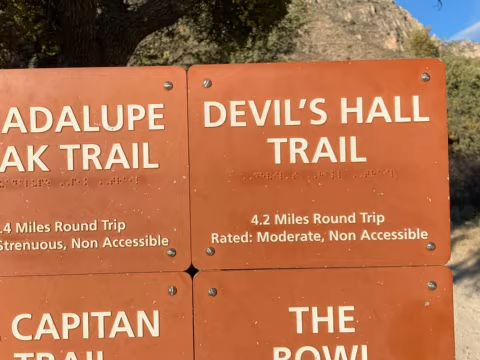 ADALUPE
AK TRAIL
.4 Miles Round Trip
Strenuous, Non Accessible
DEVIL'S HALL
TRAIL
4.2 Miles Round Trip
Rated: Moderate, Non Accessible
CAPITAN
TRAIL
THE
BOWL